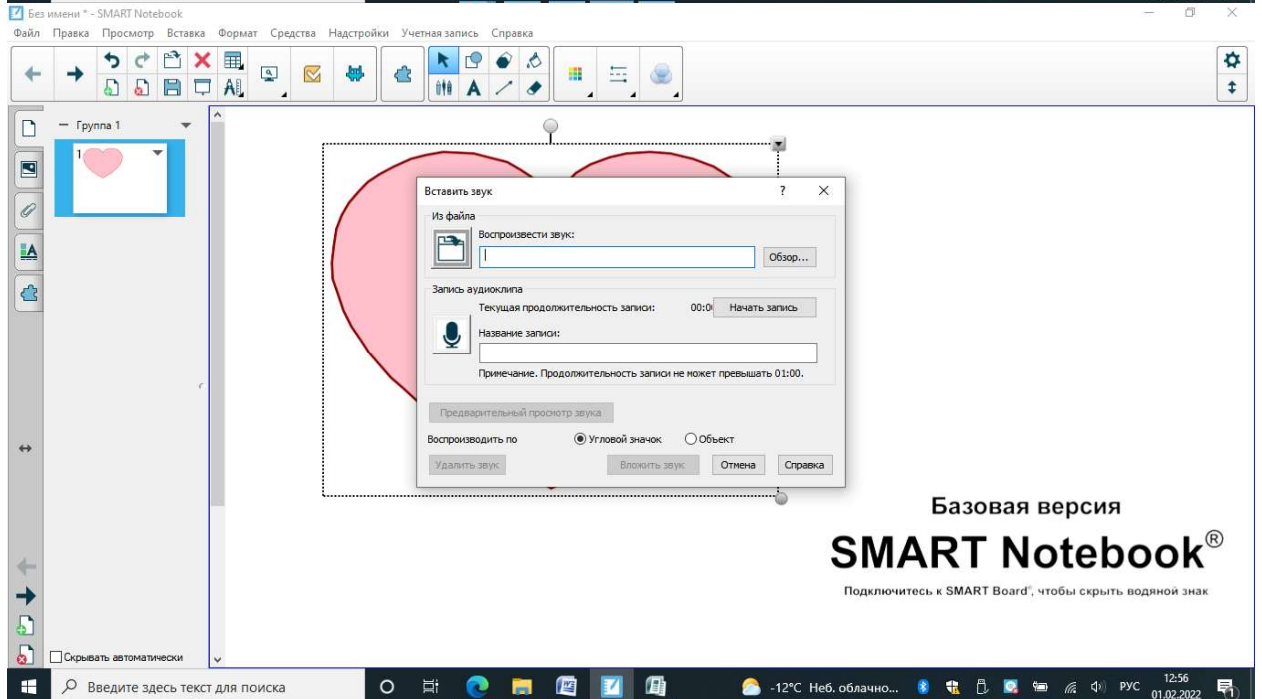 Без имени * - SMART Notebook
Файл Правка Просмотр Вставка Формат Средства Надстройки Учетная запись Справка
Группа 1
1
Вставить звук
?
Из файла
Воспроизвести звук:
Обзор...
Запись аудиоклипа
Текущая продолжительность записи: 00:0 Начать запись
Название записи:
Примечание. Продолжительность записи не может превышать 01:00.
Предварительный просмотр звука
Воспроизводить по Угловой значок Объект
Удалить звук Вложить звук Отмена Справка
Базовая версия
SMART Notebook®
Подключитесь к SMART Board®, чтобы скрыть водяной знак
Скрывать автоматически
Введите здесь текст для поиска
-12°C Неб. облачно...
РУС
12:56
01.02.2022